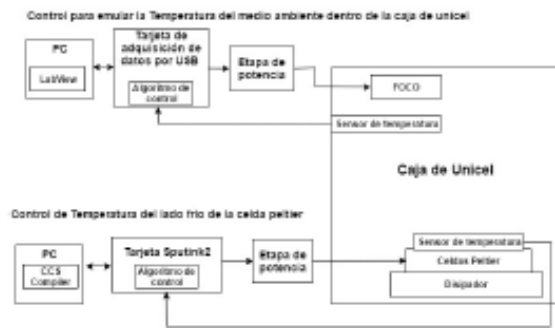 Control para emular la Temperatura del medio ambiente dentro de la caja de unicel
PC
LabView
Tarjeta de
adquisición de
datos por USB
Algoritmo de
control
Etapa de
potencia
FOCO
Sensor de temperatura
Caja de Unicel
Control de Temperatura del lado frío de la celda peltier
PC
CCS
Compiler
Tarjeta Sputink2
Algoritmo de
control
Etapa de
potencia
Sensor de temperatura
Celdas Peltier
Disipador